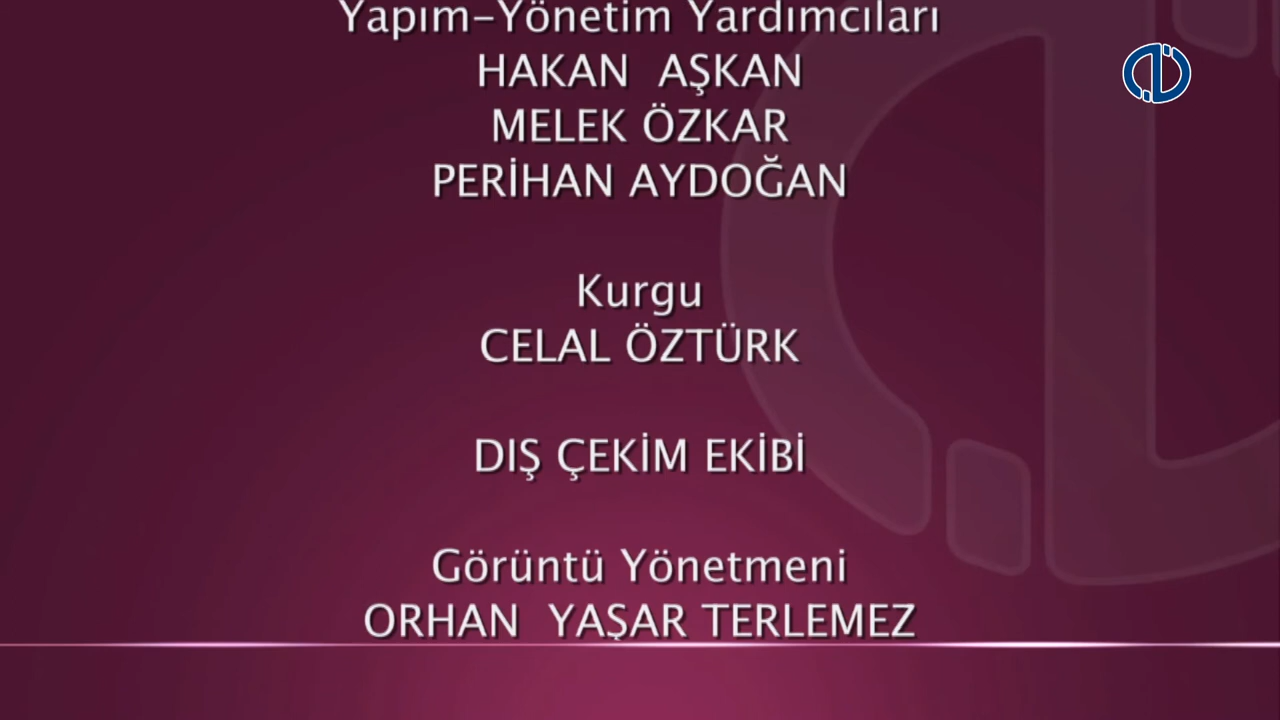 Yapım-Yönetim Yardımcıları
HAKAN AŞKAN
MELEK ÖZKAR
PERİHAN AYDOĞAN
Kurgu
CELAL ÖZTÜRK
DIŞ ÇEKİM EKİBİ
Görüntü Yönetmeni
ORHAN YAŞAR TERLEMEZ